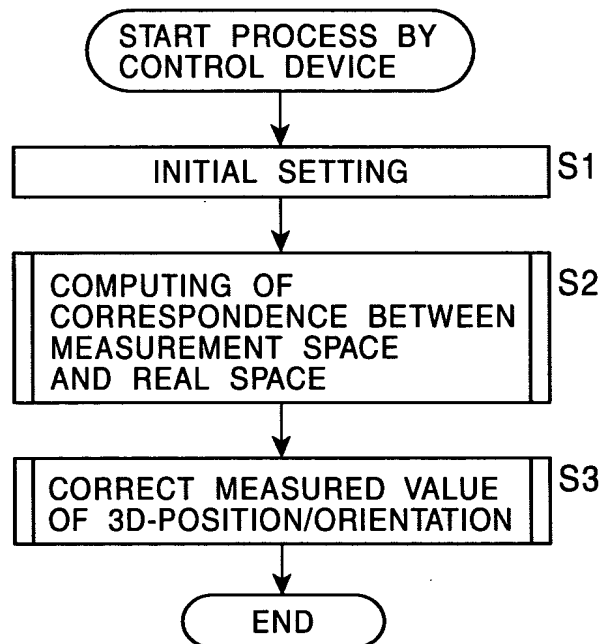 START PROCESS BY
CONTROL DEVICE
INITIAL SETTING
S1
COMPUTING OF
CORRESPONDENCE BETWEEN
MEASUREMENT SPACE
AND REAL SPACE
S2
CORRECT MEASURED VALUE
OF 3D-POSITION/ORIENTATION
S3
END